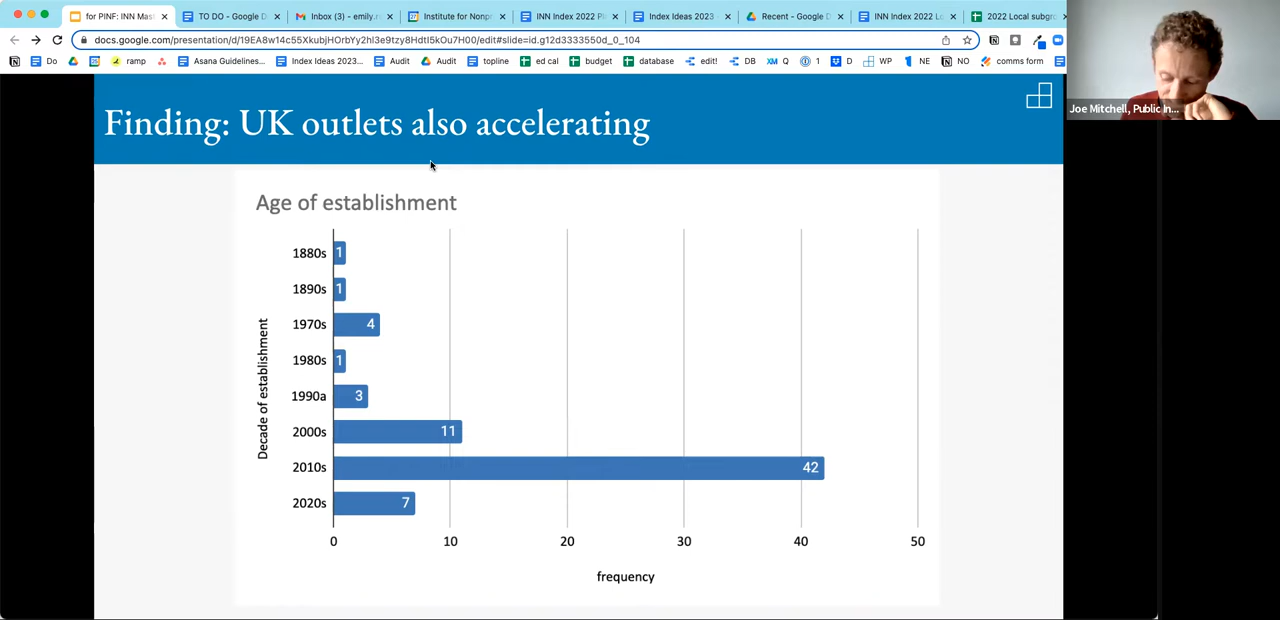 for PINF: INN Mas
TO DO - Google D
Inbox (3) - emily.r
Institute for Nonpr
INN Index 2022 Pi
Index Ideas 2023
Recent - Google D
INN Index 2022 Lo
2022 Local subgro
docs.google.com/presentation/d/19EA8w14c55XkubjHOrbYy2hl3e9tzy8HdtI5kOu7H00/edit#slide=id.g12d3333550d_0_104
Do
ramp
Asana Guidelines...
Index Ideas 2023...
Audit
Audit
topline
ed cal
budget
database
edit!
DB
XM Q
1
D
WP
NE
NO
comms form
Joe Mitchell, Public In...
Finding: UK outlets also accelerating
Age of establishment
Decade of establishment
1880s 1
1890s 1
1970s 4
1980s 1
1990a 3
2000s 11
2010s 42
2020s 7
0 10 20 30 40 50
frequency